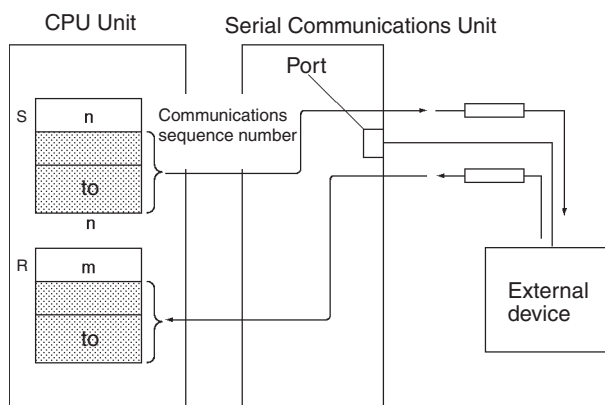 CPU Unit
Serial Communications Unit
Port
S
n
Communications
sequence number
to
n
R
m
to
External
device